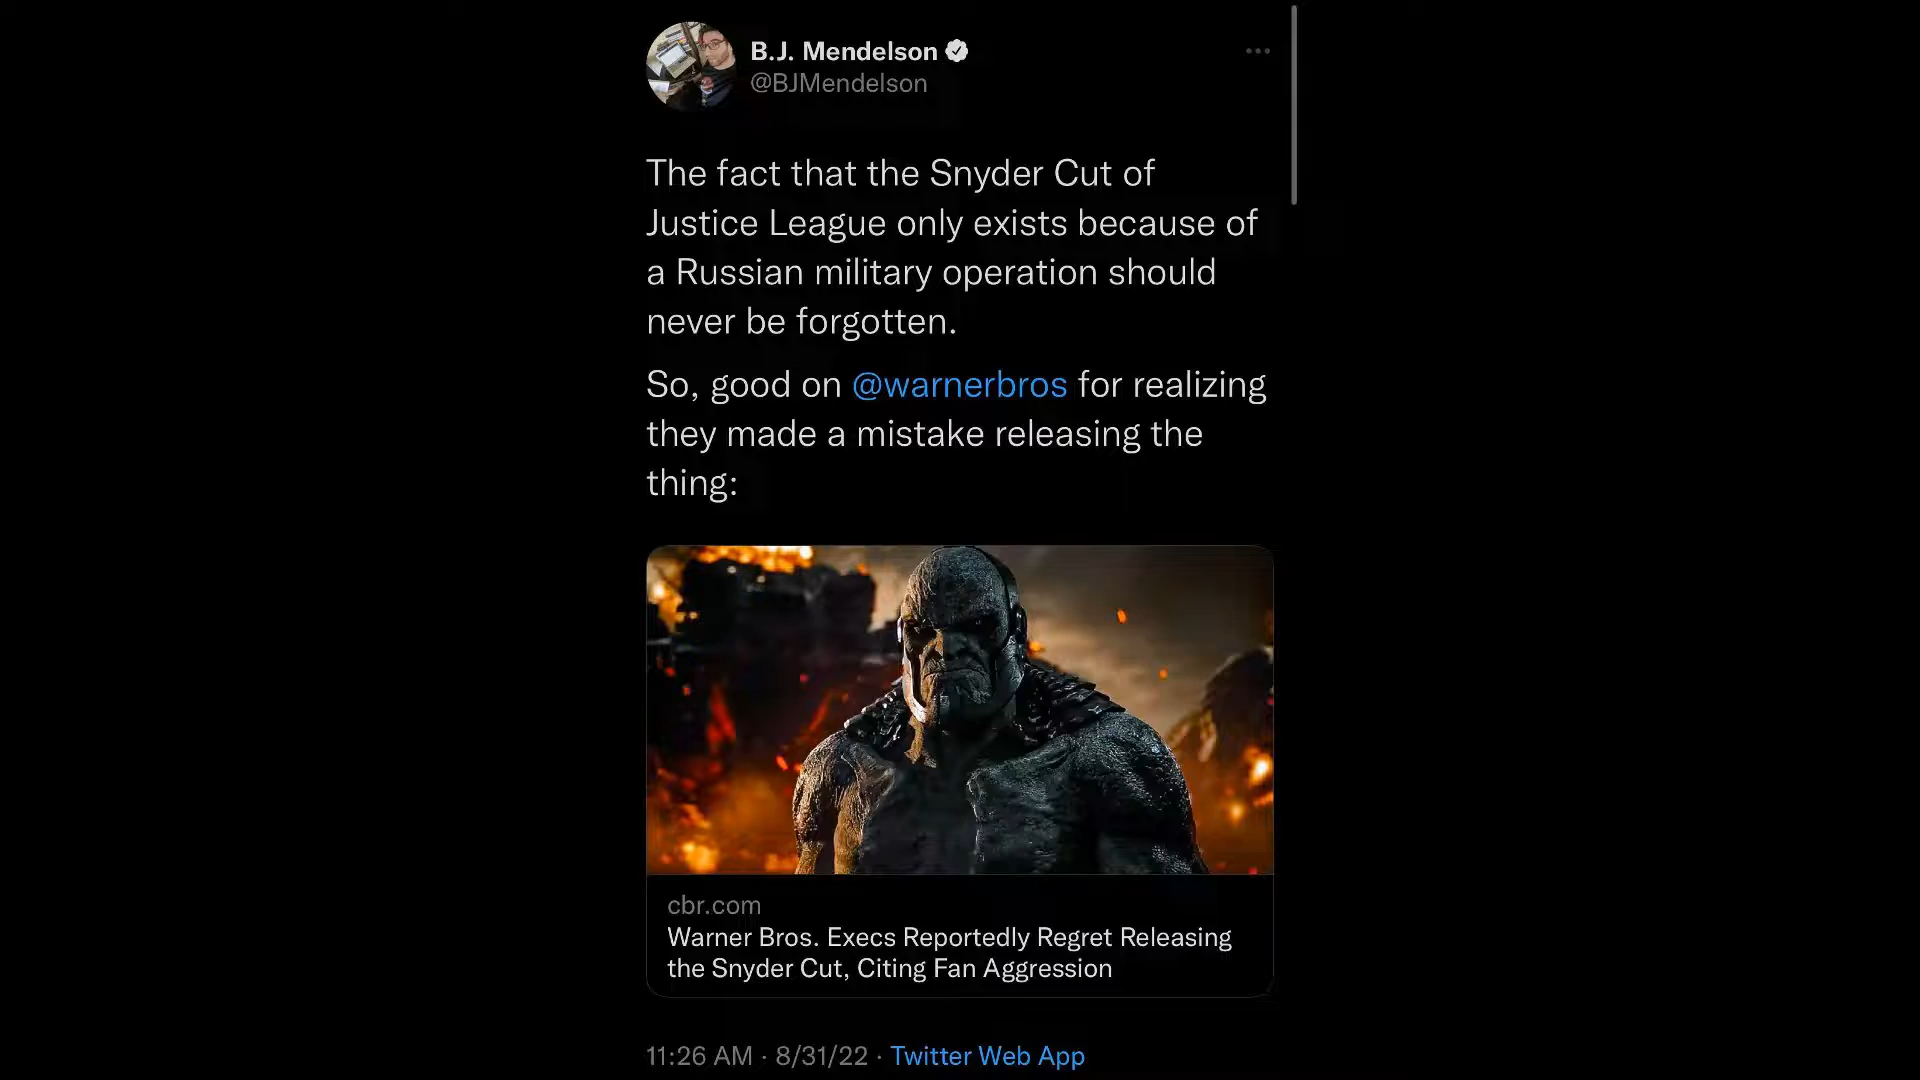 B.J. Mendelson
@BJMendelson
The fact that the Snyder Cut of
Justice League only exists because of
a Russian military operation should
never be forgotten.
So, good on @warnerbros for realizing
they made a mistake releasing the
thing:
cbr.com
Warner Bros. Execs Reportedly Regret Releasing
the Snyder Cut, Citing Fan Aggression
11:26 AM · 8/31/22 · Twitter Web App